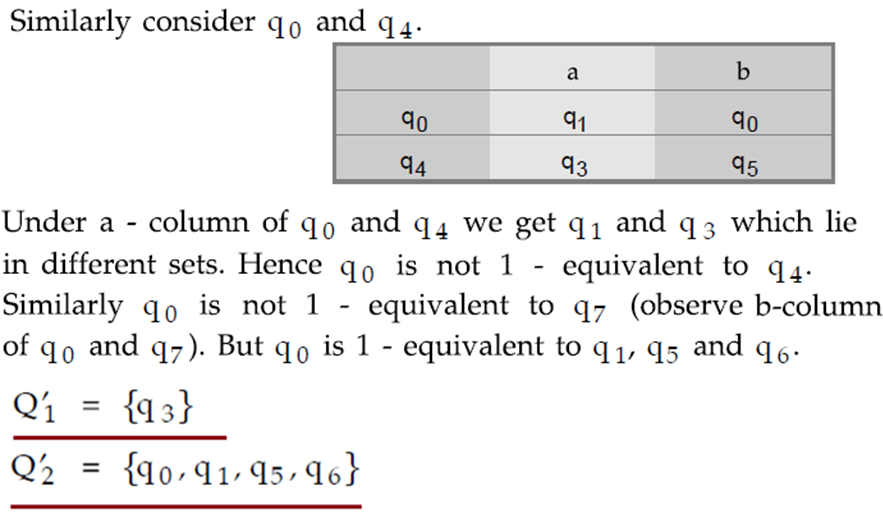 Similarly consider q0 and q4.
a b
q0 q1 q0
q4 q3 q5
Under a - column of q0 and q4 we get q1 and q3 which lie
in different sets. Hence q0 is not 1 - equivalent to q4.
Similarly q0 is not 1 - equivalent to q7 (observe b-column
of q0 and q7). But q0 is 1 - equivalent to q1, q5 and q6.
Q′1 = {q3}
Q′2 = {q0, q1, q5, q6}